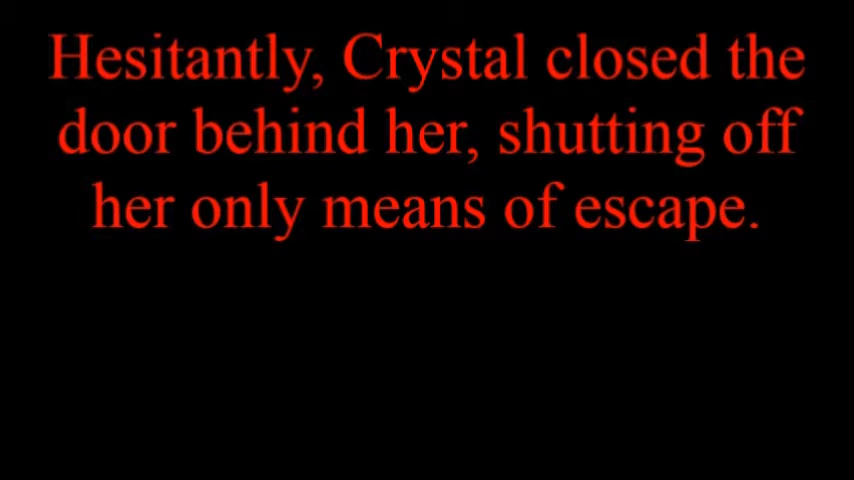 Hesitantly, Crystal closed the
door behind her, shutting off
her only means of escape.